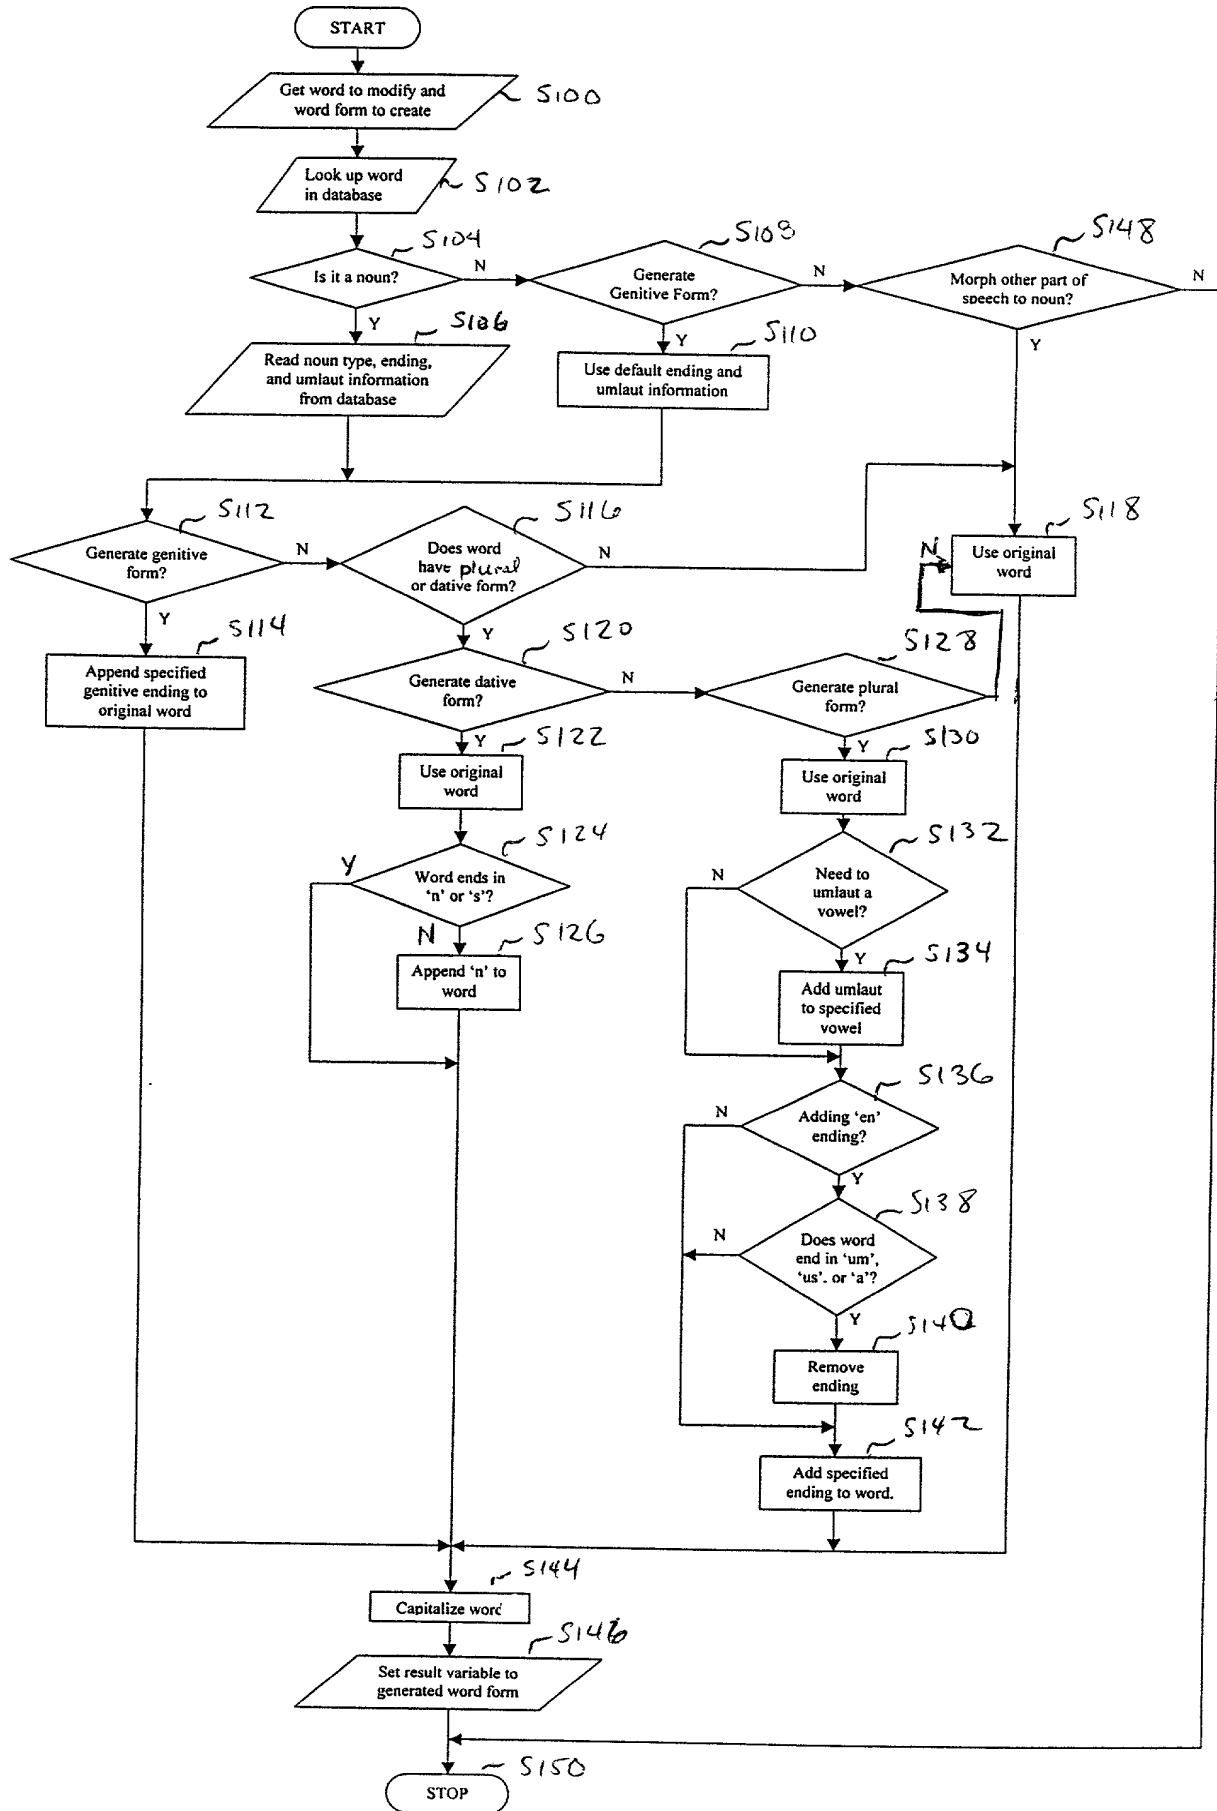 START
Get word to modify and
word form to create
S100
Look up word
in database
S102
S104
Is it a noun?
N
Y
S108
Generate
Genitive Form?
N
Y
S148
Morph other part of
speech to noun?
N
Y
S106
Read noun type, ending,
and umlaut information
from database
S110
Use default ending and
umlaut information
S112
Generate genitive
form?
N
Y
S116
Does word
have plural
or dative form?
N
Y
S118
Use original
word
N
S114
Append specified
genitive ending to
original word
S120
Generate dative
form?
N
Y
S128
Generate plural
form?
Y
S122
Use original
word
S130
Use original
word
S124
Word ends in
'n' or 's'?
Y
N
S132
Need to
umlaut a
vowel?
N
Y
S126
Append 'n' to
word
S134
Add umlaut
to specified
vowel
S136
Adding 'en'
ending?
N
Y
S138
Does word
end in 'um',
'us'. or 'a'?
N
Y
S140
Remove
ending
S142
Add specified
ending to word.
S144
Capitalize word
S146
Set result variable to
generated word form
S150
STOP